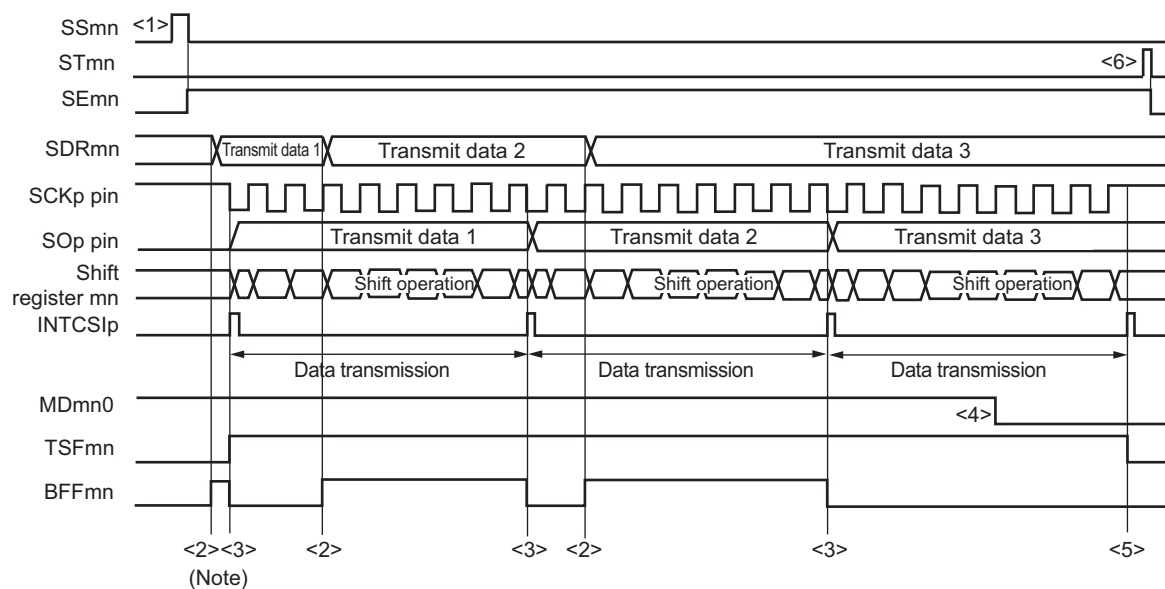 SSmn <1>
STmn <6>
SEmn
SDRmn Transmit data 1 Transmit data 2 Transmit data 3
SCKp pin
SOp pin Transmit data 1 Transmit data 2 Transmit data 3
Shift
register mn Shift operation Shift operation Shift operation
INTCSIp
Data transmission Data transmission Data transmission
MDmn0 <4>
TSFmn
BFFmn
<2> <3> <2> <3> <2> <3> <5>
(Note)